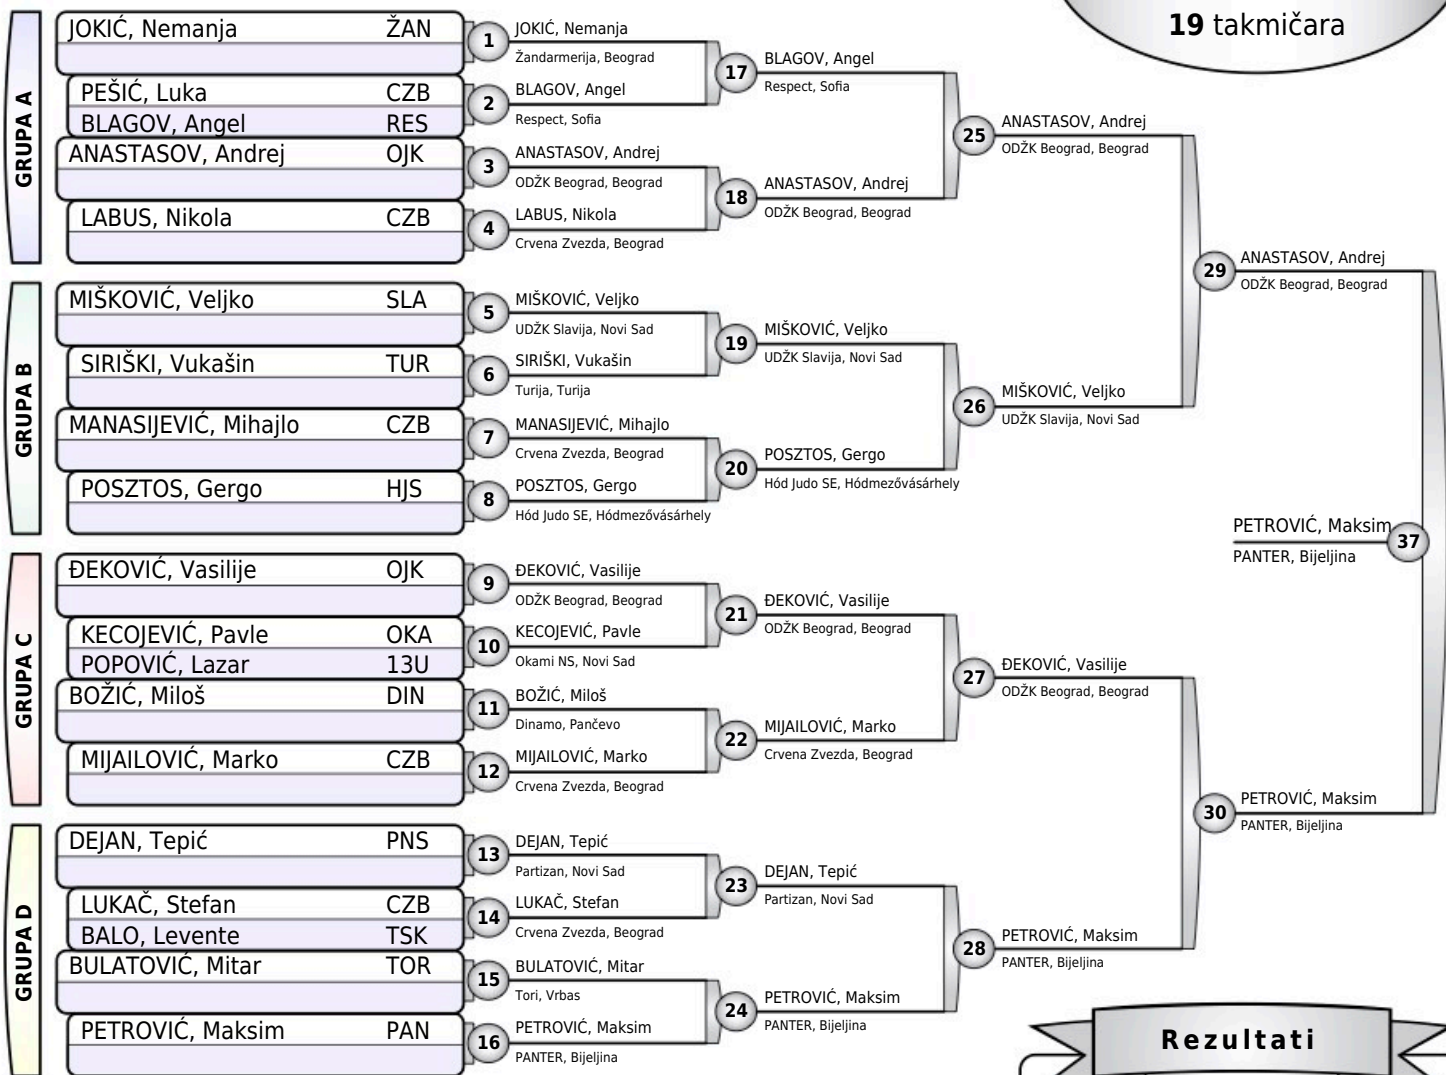 19 takmičara
GRUPA A
JOKIĆ, Nemanja ŽAN
PEŠIĆ, Luka CZB
BLAGOV, Angel RES
ANASTASOV, Andrej OJK
LABUS, Nikola CZB
GRUPA B
MIŠKOVIĆ, Veljko SLA
SIRIŠKI, Vukašin TUR
MANASIJEVIĆ, Mihajlo CZB
POSZTOS, Gergo HJS
GRUPA C
ĐEKOVIĆ, Vasilije OJK
KECOJEVIĆ, Pavle OKA
POPOVIĆ, Lazar 13U
BOŽIĆ, Miloš DIN
MIJAILOVIĆ, Marko CZB
GRUPA D
DEJAN, Tepić PNS
LUKAČ, Stefan CZB
BALO, Levente TSK
BULATOVIĆ, Mitar TOR
PETROVIĆ, Maksim PAN
1 JOKIĆ, Nemanja
Žandarmerija, Beograd
2 BLAGOV, Angel
Respect, Sofia
3 ANASTASOV, Andrej
ODŽK Beograd, Beograd
4 LABUS, Nikola
Crvena Zvezda, Beograd
5 MIŠKOVIĆ, Veljko
UDŽK Slavija, Novi Sad
6 SIRIŠKI, Vukašin
Turija, Turija
7 MANASIJEVIĆ, Mihajlo
Crvena Zvezda, Beograd
8 POSZTOS, Gergo
Hód Judo SE, Hódmezővásárhely
9 ĐEKOVIĆ, Vasilije
ODŽK Beograd, Beograd
10 KECOJEVIĆ, Pavle
Okami NS, Novi Sad
11 BOŽIĆ, Miloš
Dinamo, Pančevo
12 MIJAILOVIĆ, Marko
Crvena Zvezda, Beograd
13 DEJAN, Tepić
Partizan, Novi Sad
14 LUKAČ, Stefan
Crvena Zvezda, Beograd
15 BULATOVIĆ, Mitar
Tori, Vrbas
16 PETROVIĆ, Maksim
PANTER, Bijeljina
17 BLAGOV, Angel
Respect, Sofia
18 ANASTASOV, Andrej
ODŽK Beograd, Beograd
19 MIŠKOVIĆ, Veljko
UDŽK Slavija, Novi Sad
20 POSZTOS, Gergo
Hód Judo SE, Hódmezővásárhely
21 ĐEKOVIĆ, Vasilije
ODŽK Beograd, Beograd
22 MIJAILOVIĆ, Marko
Crvena Zvezda, Beograd
23 DEJAN, Tepić
Partizan, Novi Sad
24 PETROVIĆ, Maksim
PANTER, Bijeljina
25 ANASTASOV, Andrej
ODŽK Beograd, Beograd
26 MIŠKOVIĆ, Veljko
UDŽK Slavija, Novi Sad
27 ĐEKOVIĆ, Vasilije
ODŽK Beograd, Beograd
28 PETROVIĆ, Maksim
PANTER, Bijeljina
29 ANASTASOV, Andrej
ODŽK Beograd, Beograd
30 PETROVIĆ, Maksim
PANTER, Bijeljina
PETROVIĆ, Maksim 37
PANTER, Bijeljina
Rezultati